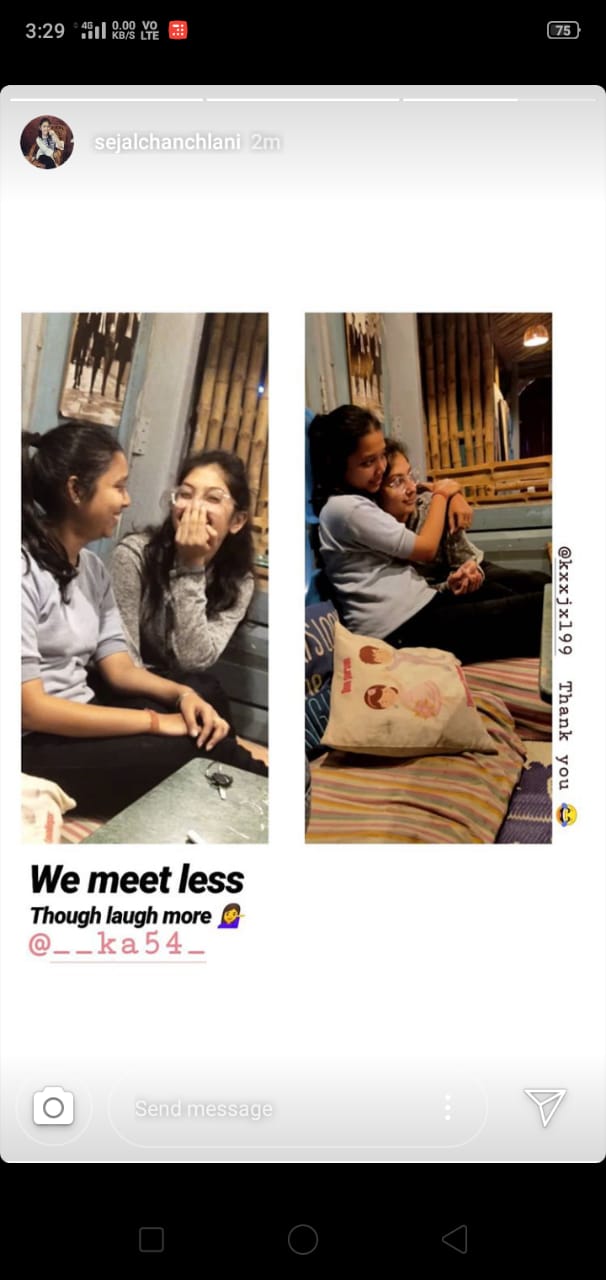 3:29 4G 0.00 KB/S VO LTE 75
sejalchanchlani 2m
@kxxjxl99 Thank you 😂
We meet less
Though laugh more 💁‍♀️
@__ka54_
Send message